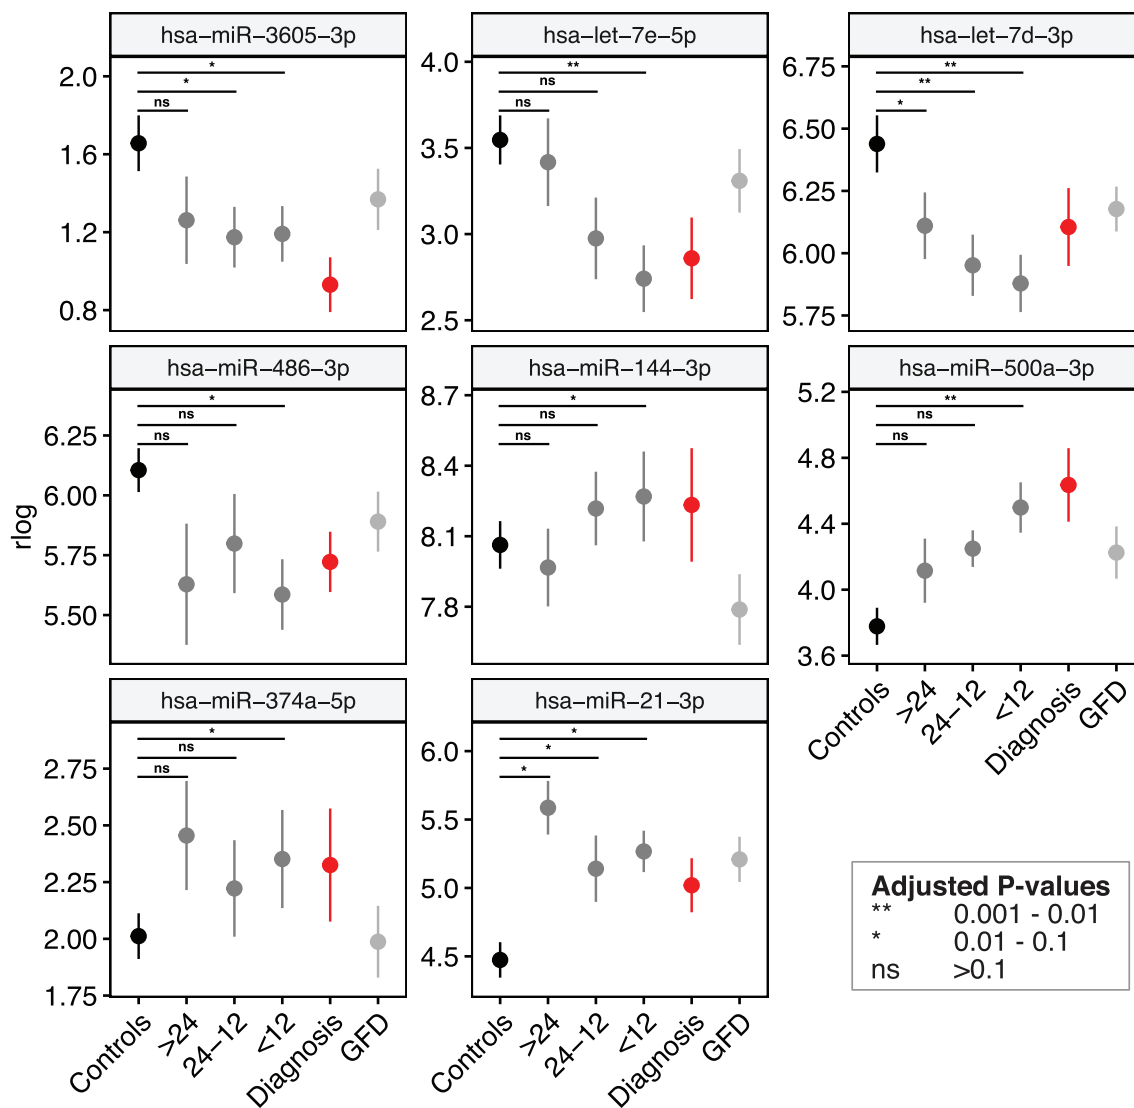 hsa−miR−3605−3p
hsa−let−7e−5p
hsa−let−7d−3p
2.0
1.6
1.2
0.8
*
*
ns
4.0
3.5
3.0
2.5
**
ns
ns
6.75
6.50
6.25
6.00
5.75
**
**
*
hsa−miR−486−3p
hsa−miR−144−3p
hsa−miR−500a−3p
rlog
6.25
6.00
5.75
5.50
*
ns
ns
8.7
8.4
8.1
7.8
*
ns
ns
5.2
4.8
4.4
4.0
3.6
**
ns
ns
Controls
>24
24−12
<12
Diagnosis
GFD
hsa−miR−374a−5p
hsa−miR−21−3p
2.75
2.50
2.25
2.00
1.75
*
ns
ns
6.0
5.5
5.0
4.5
*
*
*
Controls
>24
24−12
<12
Diagnosis
GFD
Controls
>24
24−12
<12
Diagnosis
GFD
Adjusted P-values
** 0.001 - 0.01
* 0.01 - 0.1
ns >0.1